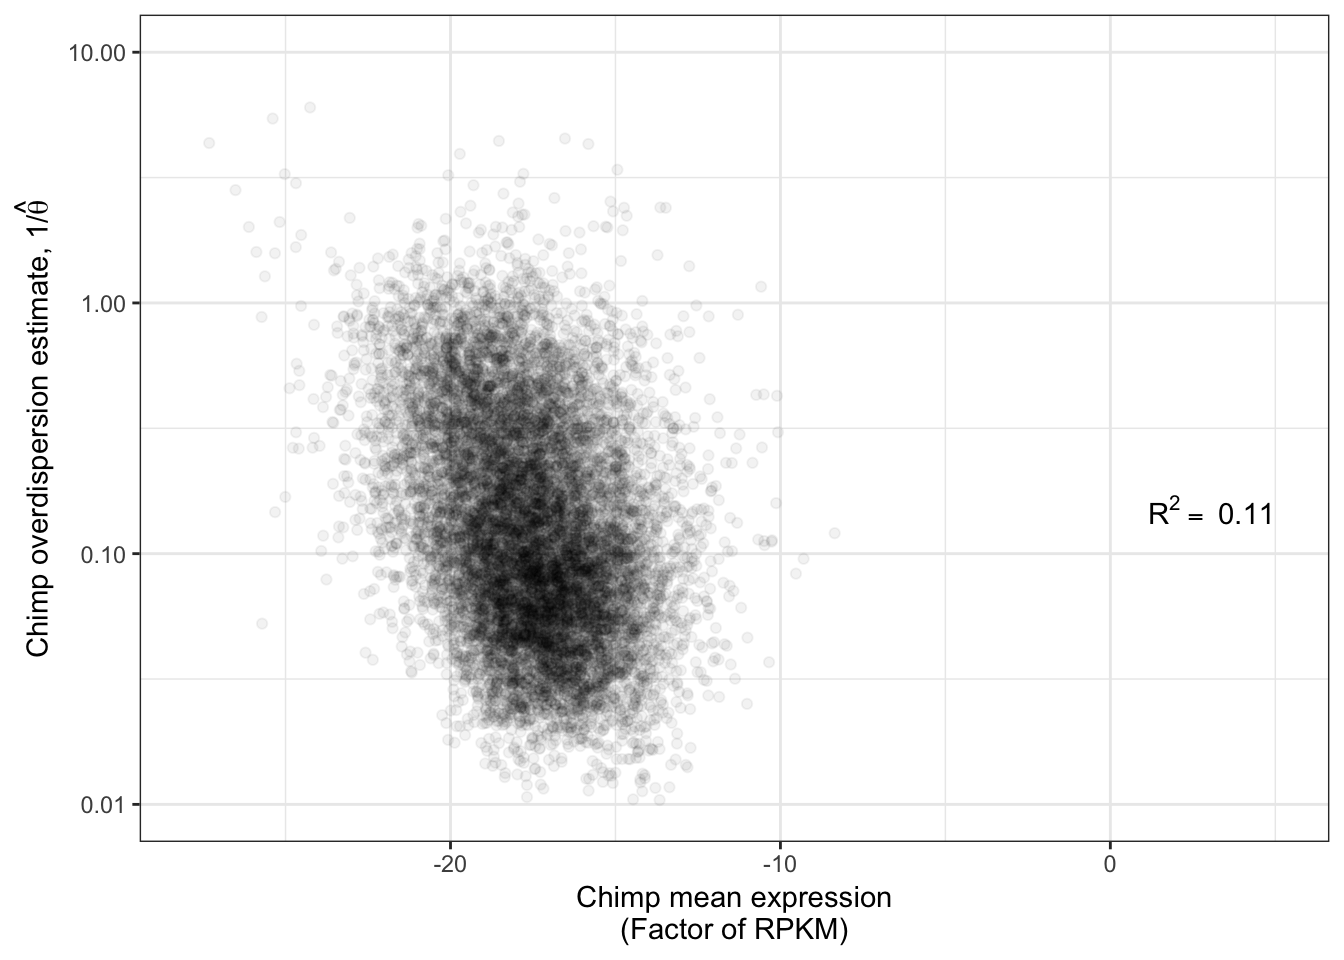 10.00
1.00
0.10
0.01
Chimp overdispersion estimate, 1/θ̂
R² = 0.11
-20
-10
0
Chimp mean expression
(Factor of RPKM)